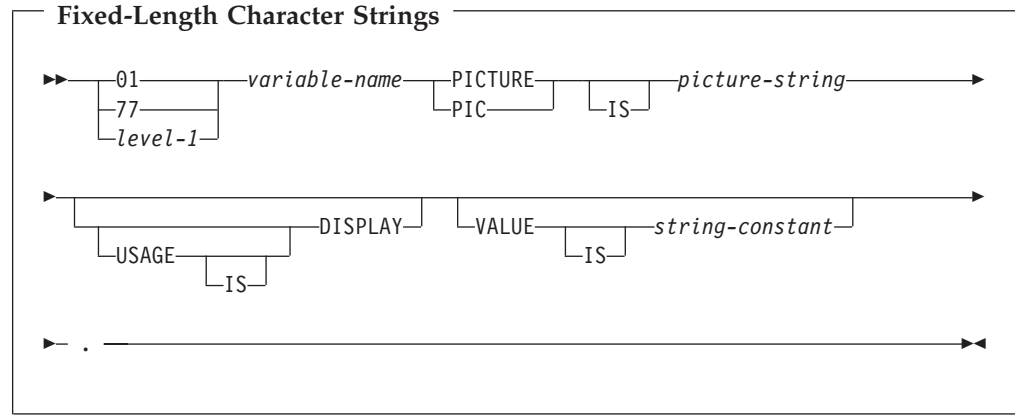 Fixed-Length Character Strings
01 variable-name PICTURE picture-string
77 PIC IS
level-1
DISPLAY VALUE string-constant
USAGE IS
IS
.